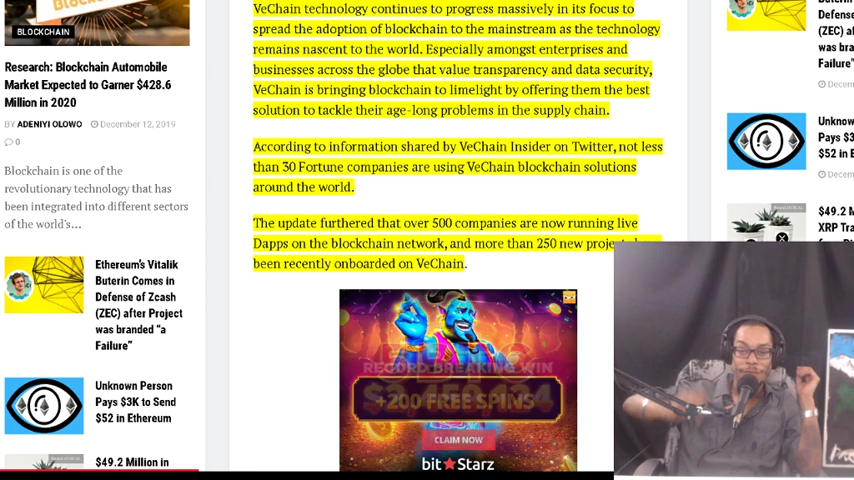 BLOCKCHAIN
Research: Blockchain Automobile
Market Expected to Garner $428.6
Million in 2020
BY ADENIYI OLOWO December 12, 2019
0
Blockchain is one of the
revolutionary technology that has
been integrated into different sectors
of the world's...
Ethereum's Vitalik
Buterin Comes in
Defense of Zcash
(ZEC) after Project
was branded “a
Failure”
Unknown Person
Pays $3K to Send
$52 in Ethereum
$49.2 Million in
VeChain technology continues to progress massively in its focus to
spread the adoption of blockchain to the mainstream as the technology
remains nascent to the world. Especially amongst enterprises and
businesses across the globe that value transparency and data security,
VeChain is bringing blockchain to limelight by offering them the best
solution to tackle their age-long problems in the supply chain.
According to information shared by VeChain Insider on Twitter, not less
than 30 Fortune companies are using VeChain blockchain solutions
around the world.
The update furthered that over 500 companies are now running live
Dapps on the blockchain network, and more than 250 new
been recently onboarded on VeChain.
RECORD BREAKING WIN
+200 FREE SPINS
CLAIM NOW
bitStarz
Defense
(ZEC) a
was bra
Failure”
Decem
Unknow
Pays $3
$52 in E
Decem
$49.2 M
XRP Tra